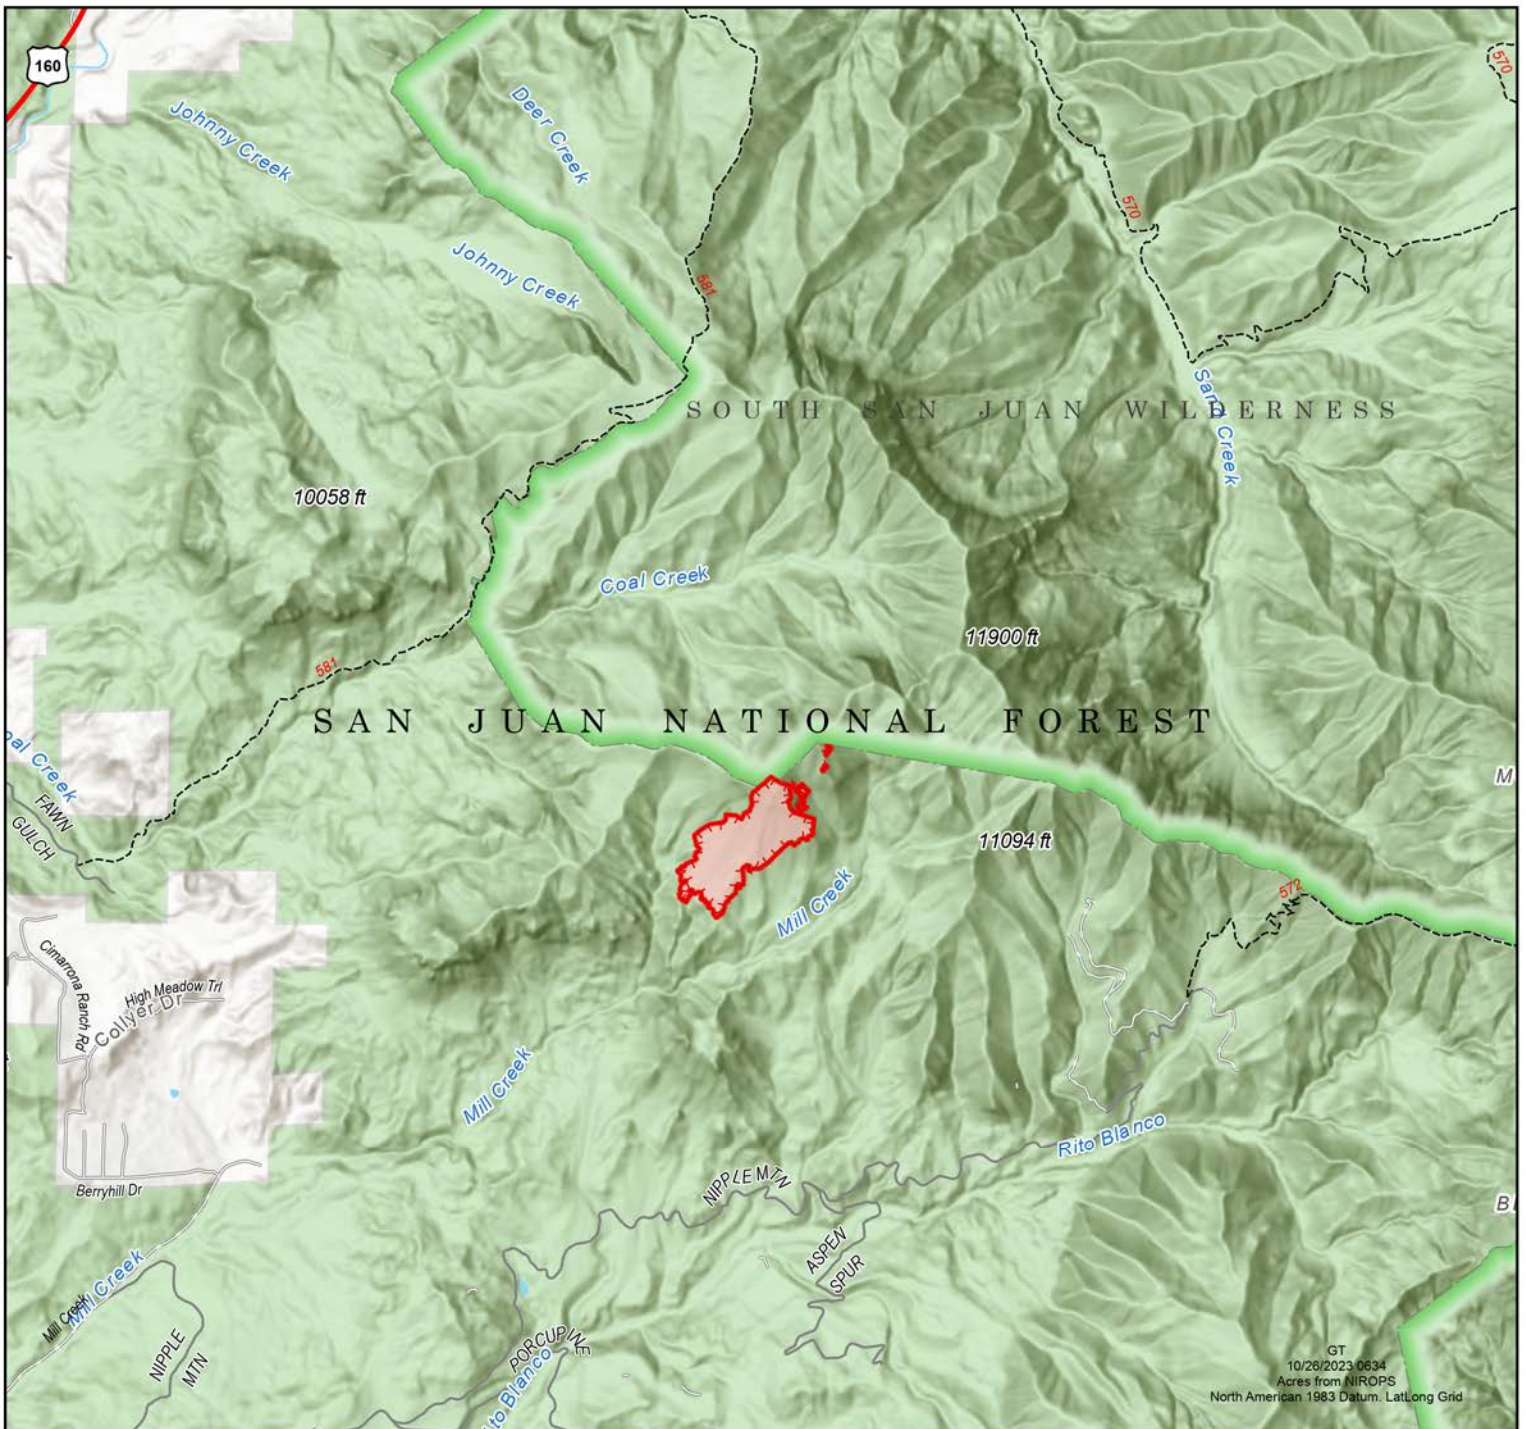 160
570
Johnny Creek
Deer Creek
570
Johnny Creek
581
Sand Creek
SOUTH SAN JUAN WILDERNESS
10058 ft
Coal Creek
11900 ft
581
SAN JUAN NATIONAL FOREST
oal Creek
M
FAWN
GULCH
11094 ft
Mill Creek
572
Cimarrona Ranch Rd
High Meadow Trl
Collyer Dr
Mill Creek
Rito Blanco
Berryhill Dr
NIPPLE MTN
ASPEN
SPUR
Mill Creek
Mill Creek
NIPPLE
MTN
PORCUPINE
ito Blanco
GT
10/26/2023 0634
Acres from NIROPS
North American 1983 Datum. LatLong Grid